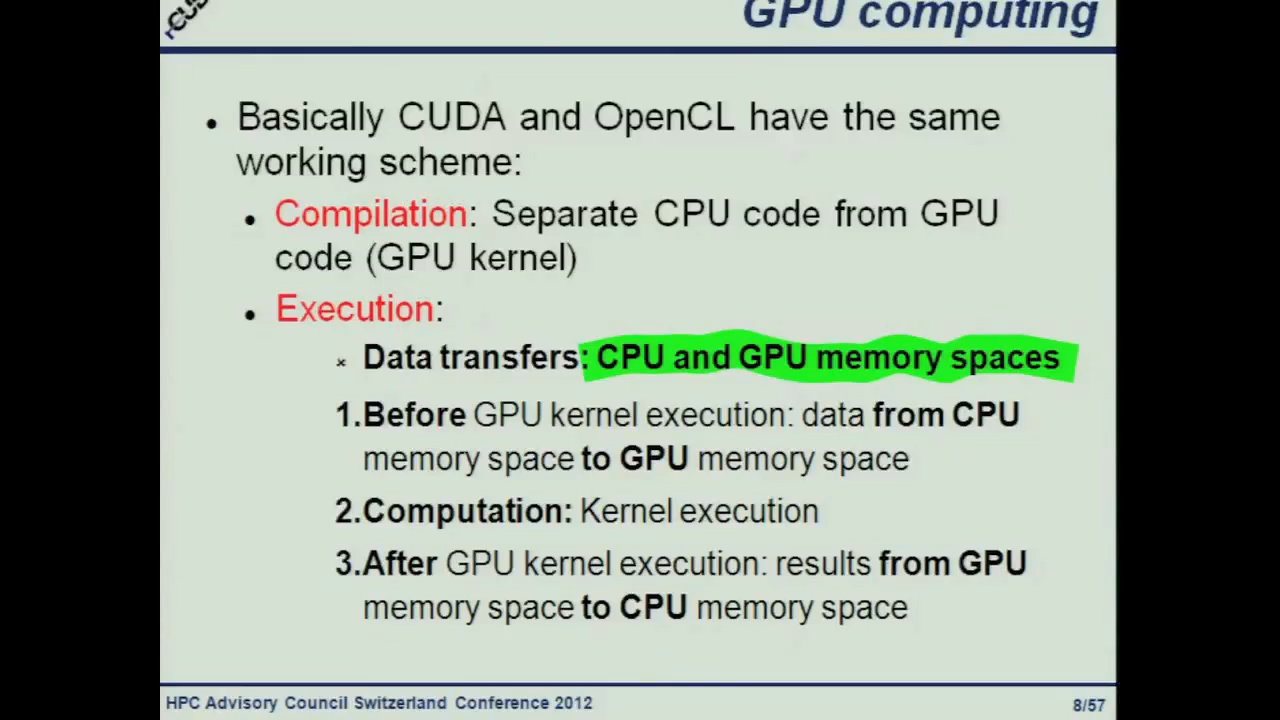 rCUDA
GPU computing
• Basically CUDA and OpenCL have the same
working scheme:
• Compilation: Separate CPU code from GPU
code (GPU kernel)
• Execution:
× Data transfers: CPU and GPU memory spaces
1.Before GPU kernel execution: data from CPU
memory space to GPU memory space
2.Computation: Kernel execution
3.After GPU kernel execution: results from GPU
memory space to CPU memory space
HPC Advisory Council Switzerland Conference 2012
8/57